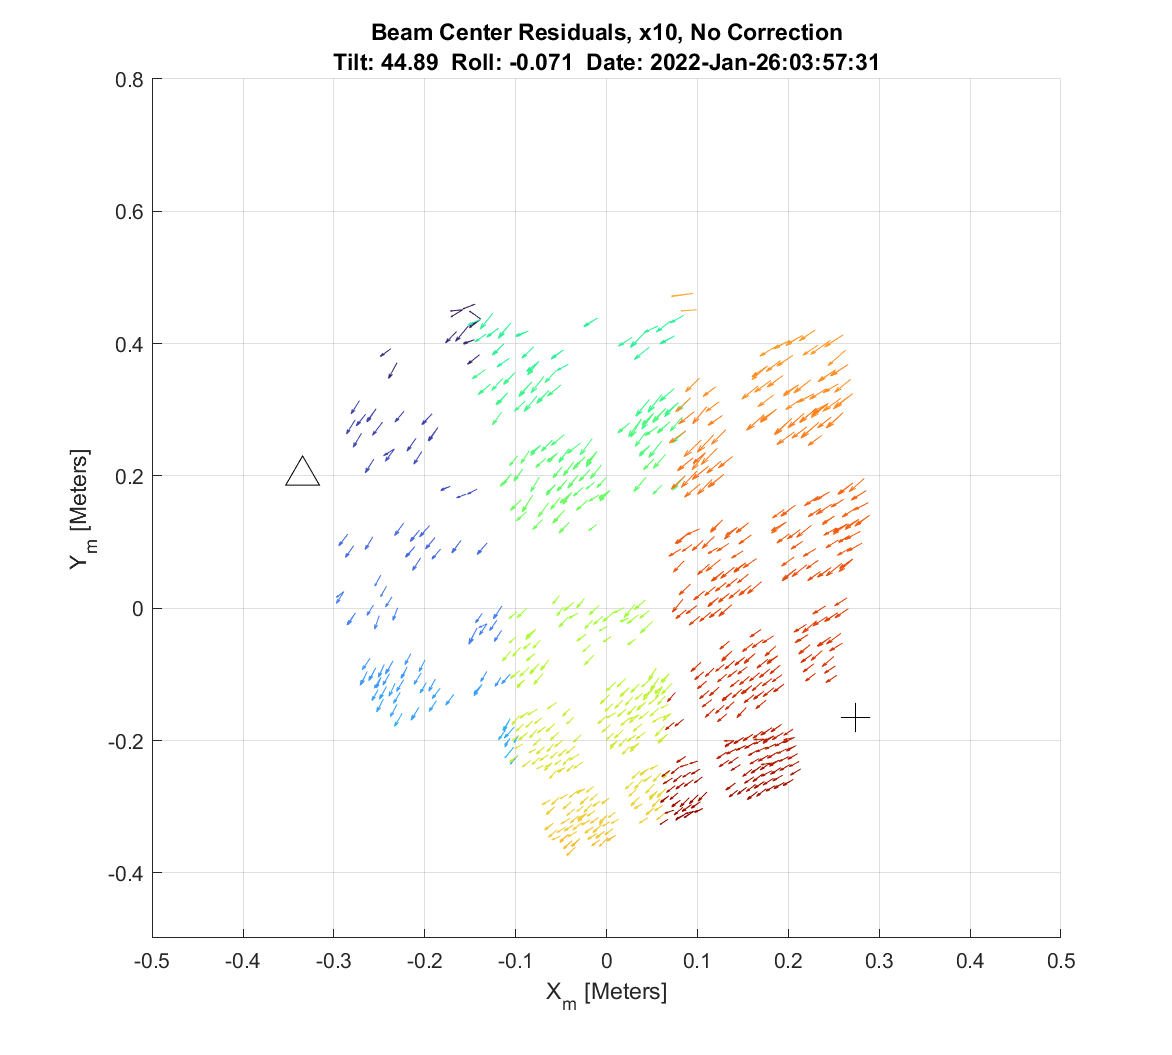 Beam Center Residuals, x10, No Correction
Tilt: 44.89 Roll: -0.071 Date: 2022-Jan-26:03:57:31
0.8
0.6
0.4
0.2
0
-0.2
-0.4
Y_m [Meters]
-0.5 -0.4 -0.3 -0.2 -0.1 0 0.1 0.2 0.3 0.4 0.5
X_m [Meters]